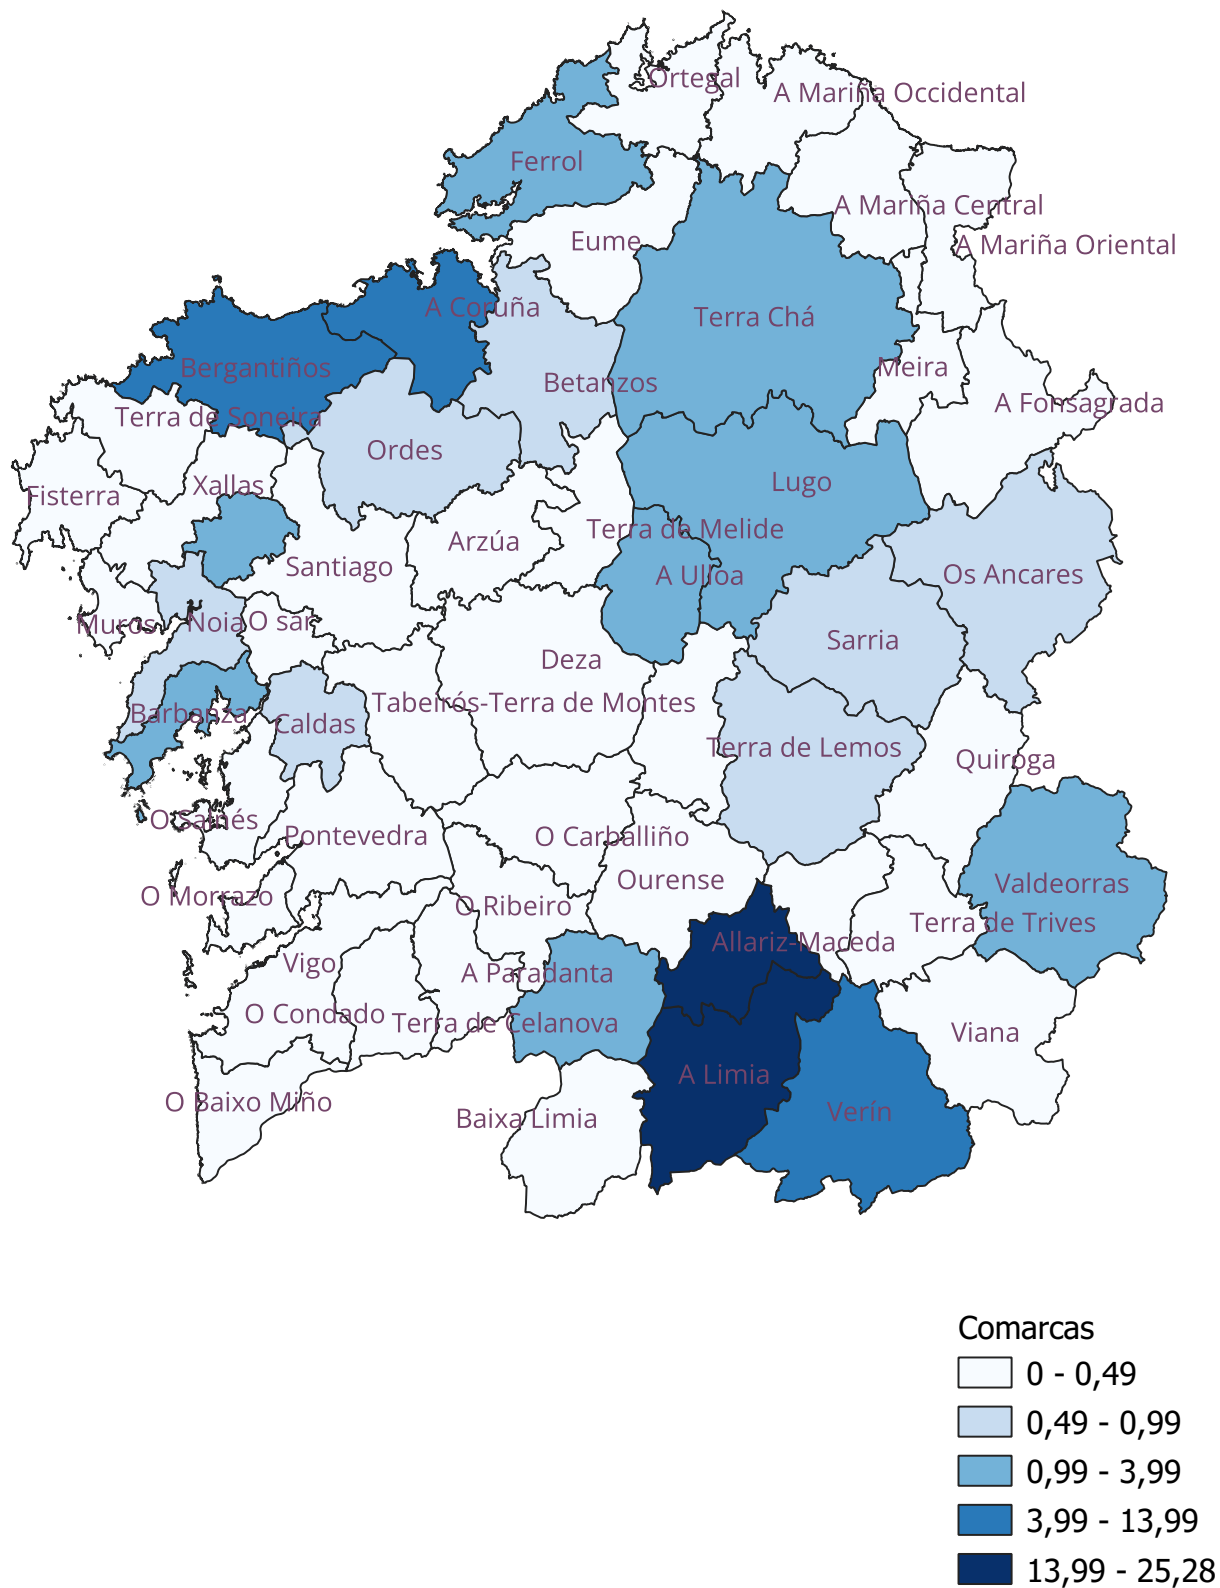 Ortegal
A Mariña Occidental
Ferrol
A Mariña Central
Eume
A Mariña Oriental
A Coruña
Terra Chá
Bergantiños
Meira
Betanzos
A Fonsagrada
Terra de Soneira
Ordes
Lugo
Xallas
Fisterra
Terra de Melide
Arzúa
Santiago
A Ulloa
Os Ancares
Muros
Noia
O sar
Sarria
Deza
Tabeirós-Terra de Montes
Barbanza
Caldas
Terra de Lemos
Quiroga
O Salnés
Pontevedra
O Carballiño
Ourense
Valdeorras
O Morrazo
O Ribeiro
Terra de Trives
Allariz-Maceda
Vigo
A Paradanta
O Condado
Terra de Celanova
Viana
A Limia
O Baixo Miño
Baixa Limia
Verín
Comarcas
0 - 0,49
0,49 - 0,99
0,99 - 3,99
3,99 - 13,99
13,99 - 25,28